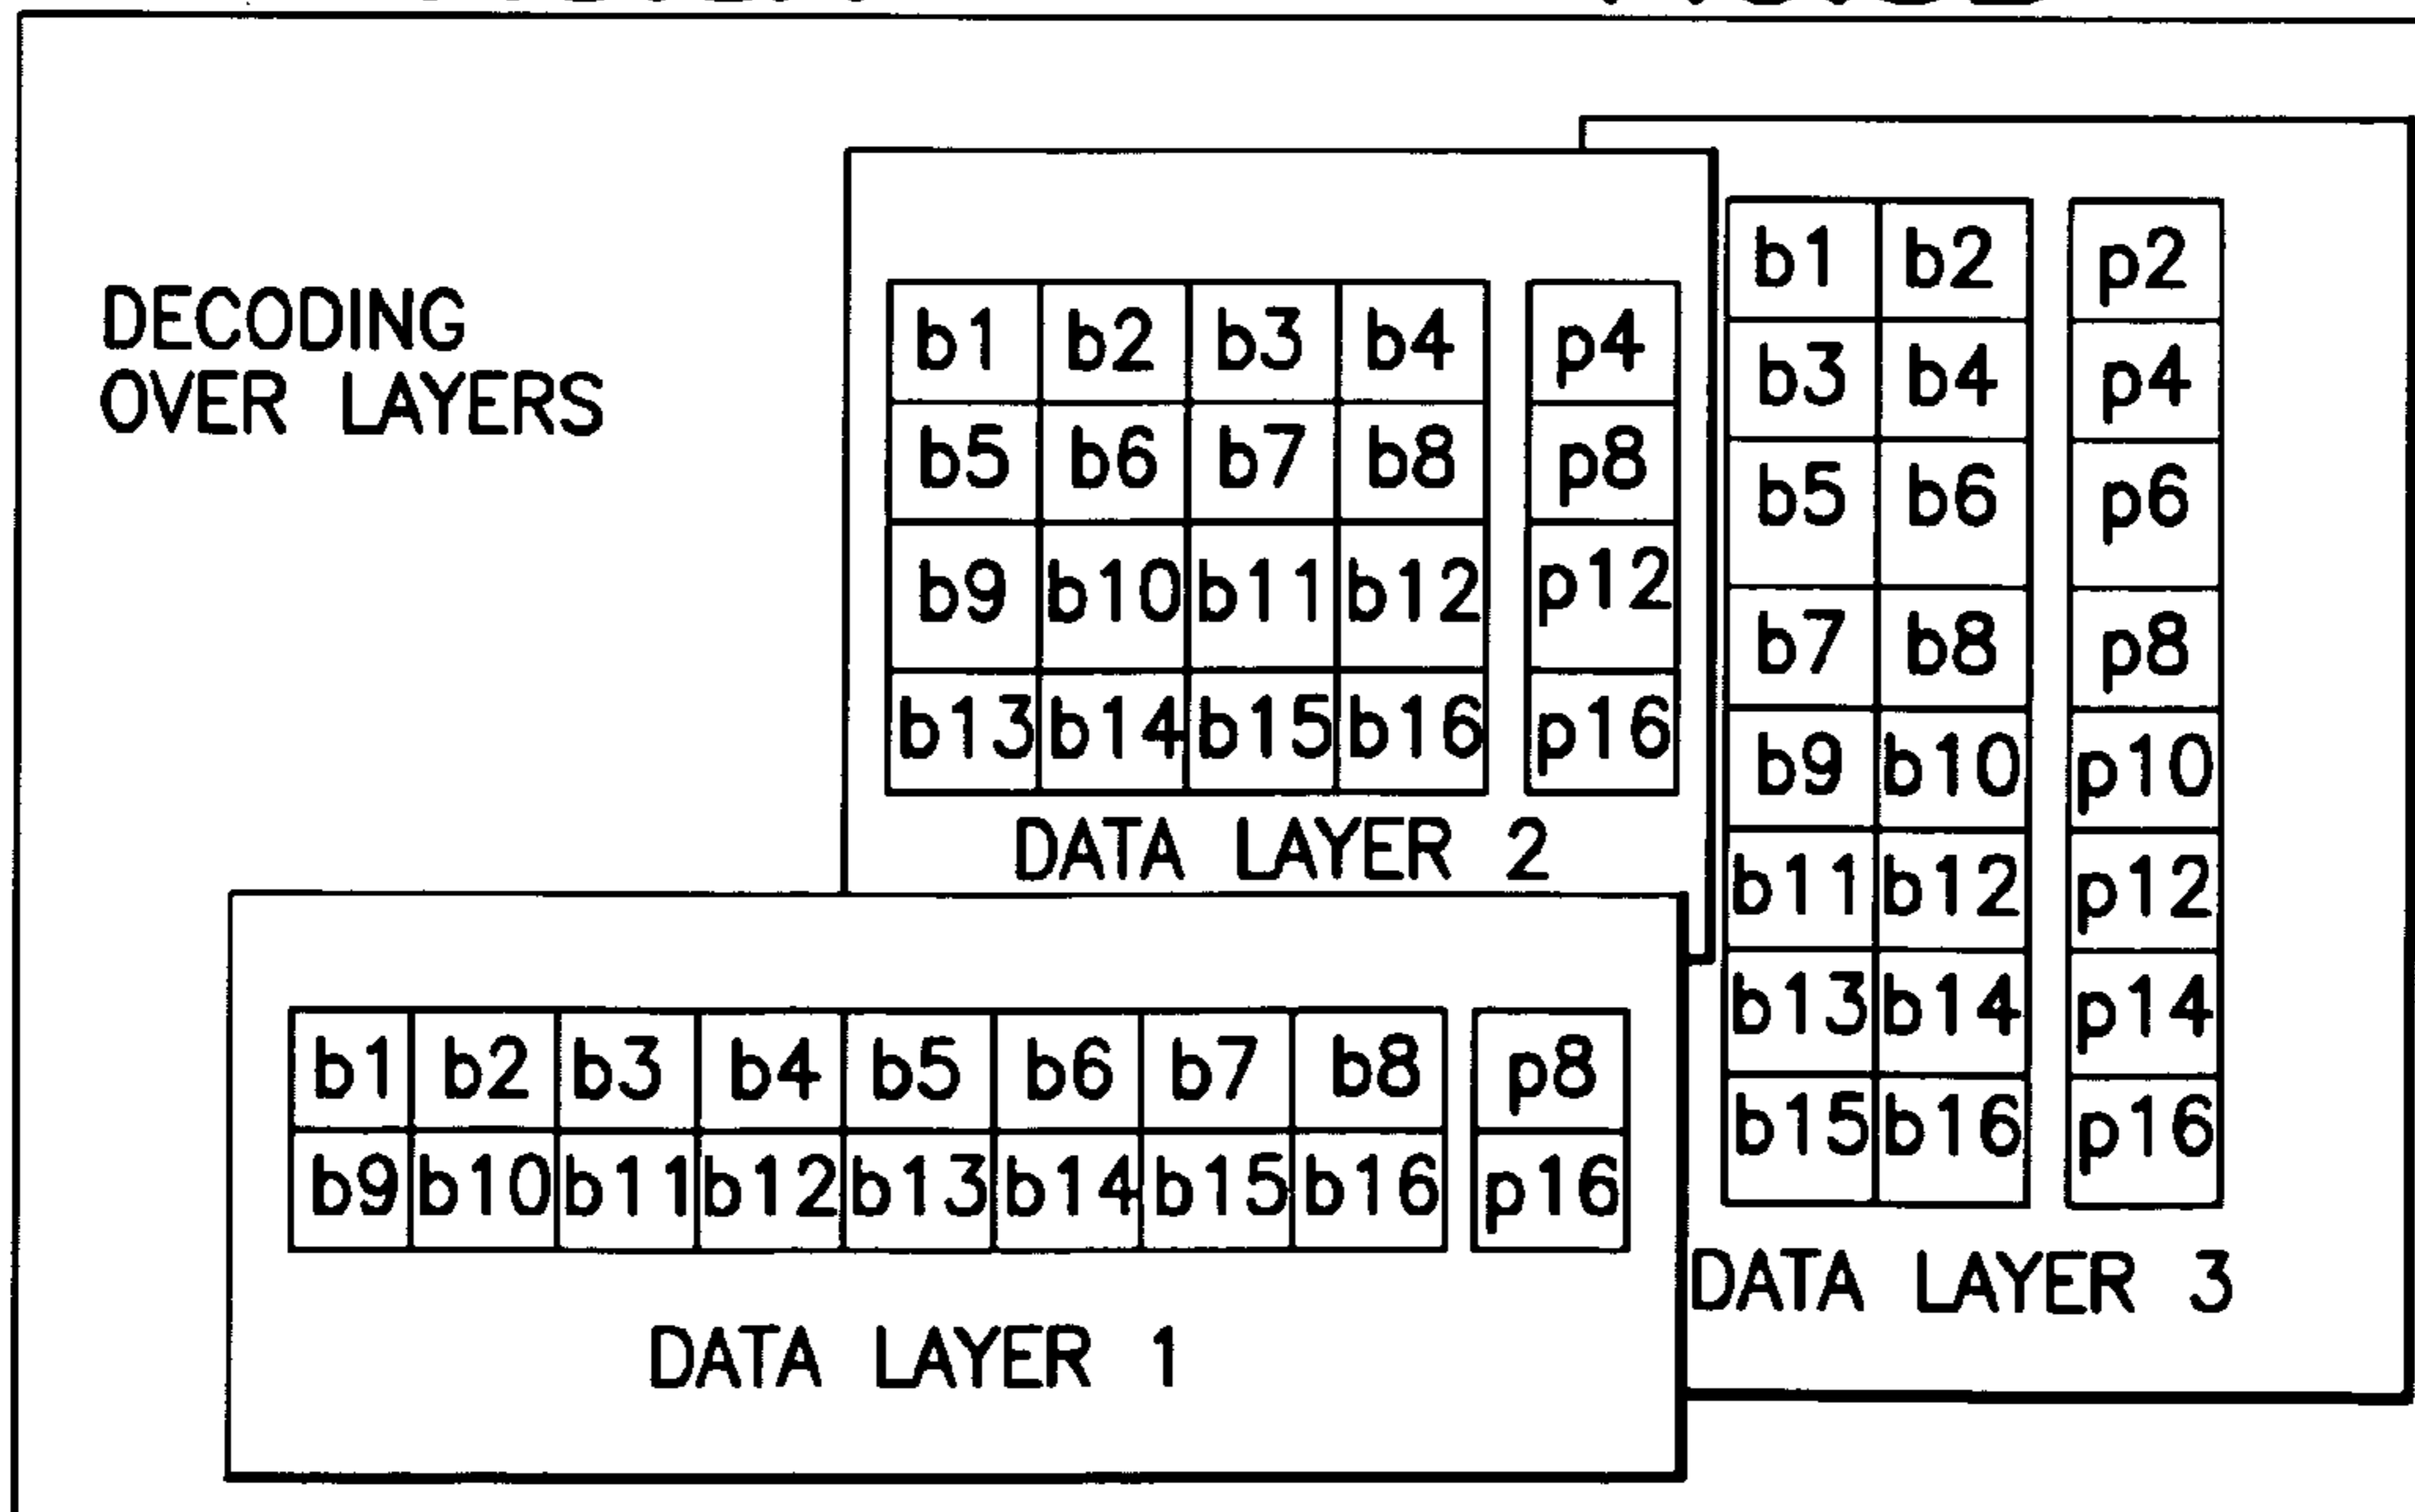 DECODING
OVER LAYERS
b1 b2 b3 b4 p4
b5 b6 b7 b8 p8
b9 b10 b11 b12 p12
b13 b14 b15 b16 p16
DATA LAYER 2
b1 b2 p2
b3 b4 p4
b5 b6 p6
b7 b8 p8
b9 b10 p10
b11 b12 p12
b13 b14 p14
b15 b16 p16
DATA LAYER 3
b1 b2 b3 b4 b5 b6 b7 b8 p8
b9 b10 b11 b12 b13 b14 b15 b16 p16
DATA LAYER 1